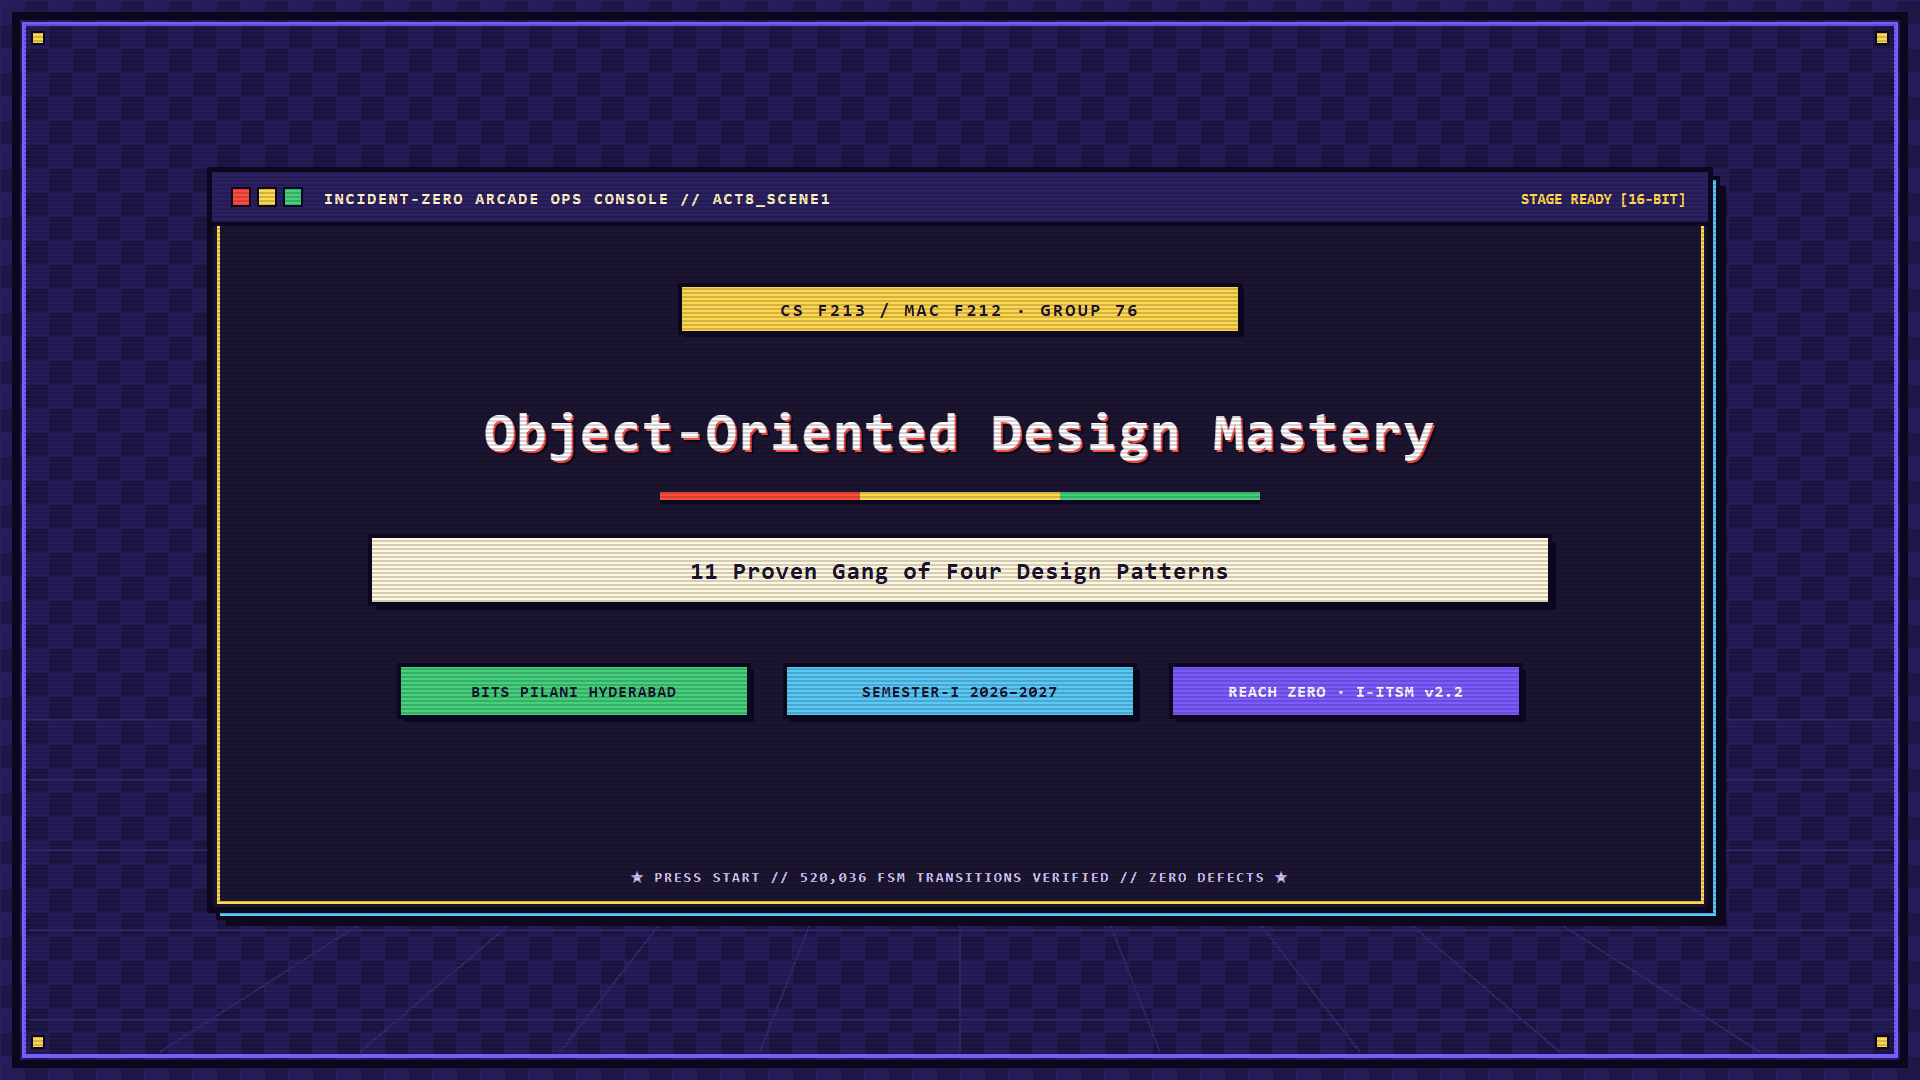 INCIDENT-ZERO ARCADE OPS CONSOLE // ACT8_SCENE1
STAGE READY [16-BIT]
CS F213 / MAC F212 · GROUP 76
Object-Oriented Design Mastery
11 Proven Gang of Four Design Patterns
BITS PILANI HYDERABAD
SEMESTER-I 2026–2027
REACH ZERO · I-ITSM v2.2
★ PRESS START // 520,036 FSM TRANSITIONS VERIFIED // ZERO DEFECTS ★